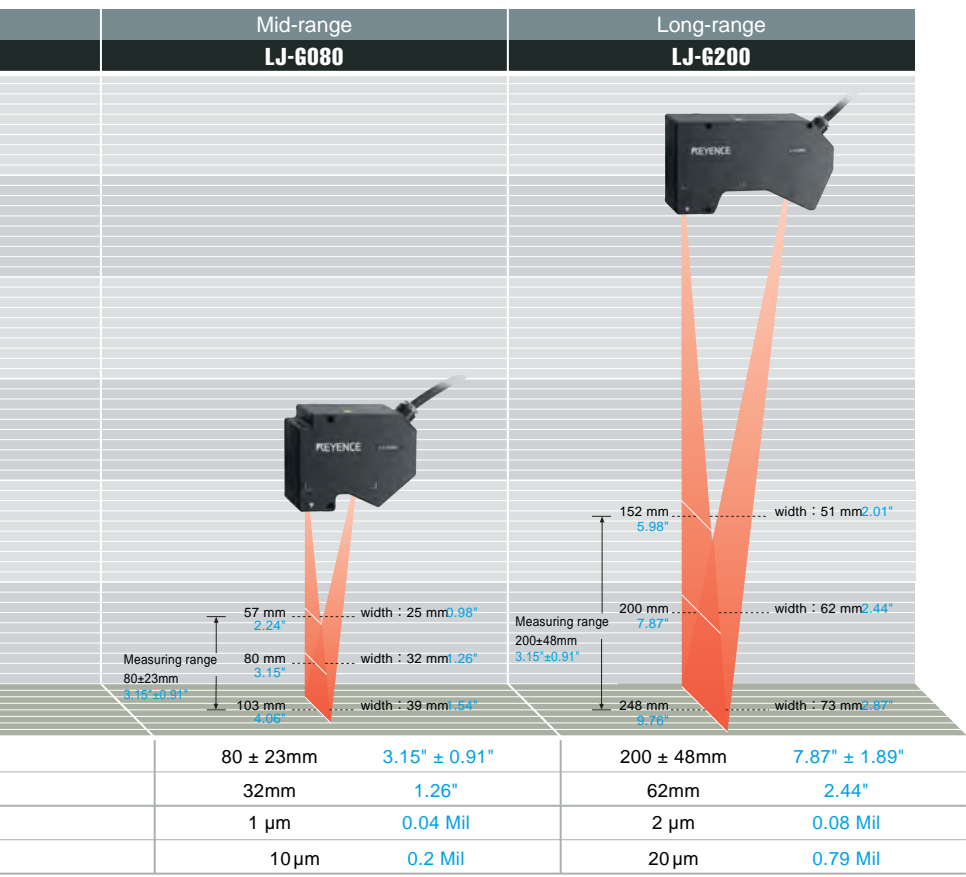 Mid-range
Long-range
LJ-G080
LJ-G200
KEYENCE
KEYENCE
152 mm
5.98"
width：51 mm2.01"
200 mm
7.87"
width：62 mm2.44"
Measuring range
200±48mm
3.15"±0.91"
248 mm
9.76"
width：73 mm2.87"
57 mm
2.24"
width：25 mm0.98"
80 mm
3.15"
width：32 mm1.26"
Measuring range
80±23mm
3.15"±0.91"
103 mm
4.06"
width：39 mm1.54"
80 ± 23mm 3.15" ± 0.91" 200 ± 48mm 7.87" ± 1.89"
32mm 1.26" 62mm 2.44"
1 µm 0.04 Mil 2 µm 0.08 Mil
10µm 0.2 Mil 20µm 0.79 Mil